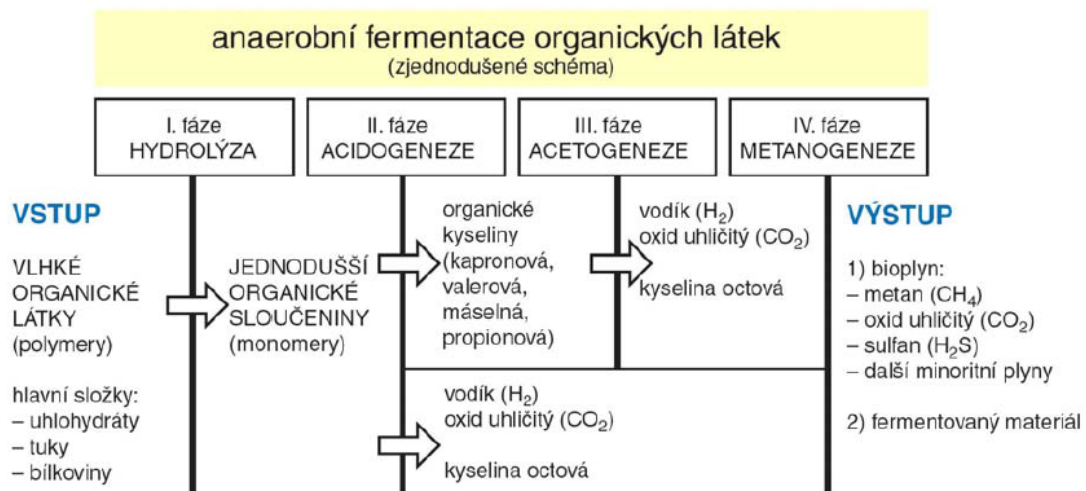 anaerobní fermentace organických látek
(zjednodušené schéma)
I. fáze
HYDROLÝZA
II. fáze
ACIDOGENEZE
III. fáze
ACETOGENEZE
IV. fáze
METANOGENEZE
VSTUP
VLHKÉ
ORGANICKÉ
LÁTKY
(polymery)
hlavní složky:
– uhlohydráty
– tuky
– bílkoviny
JEDNODUŠŠÍ
ORGANICKÉ
SLOUČENINY
(monomery)
organické
kyseliny
(kapronová,
valerová,
máselná,
propionová)
vodík (H₂)
oxid uhličitý (CO₂)
kyselina octová
vodík (H₂)
oxid uhličitý (CO₂)
kyselina octová
VÝSTUP
1) bioplyn:
– metan (CH₄)
– oxid uhličitý (CO₂)
– sulfan (H₂S)
– další minoritní plyny
2) fermentovaný materiál